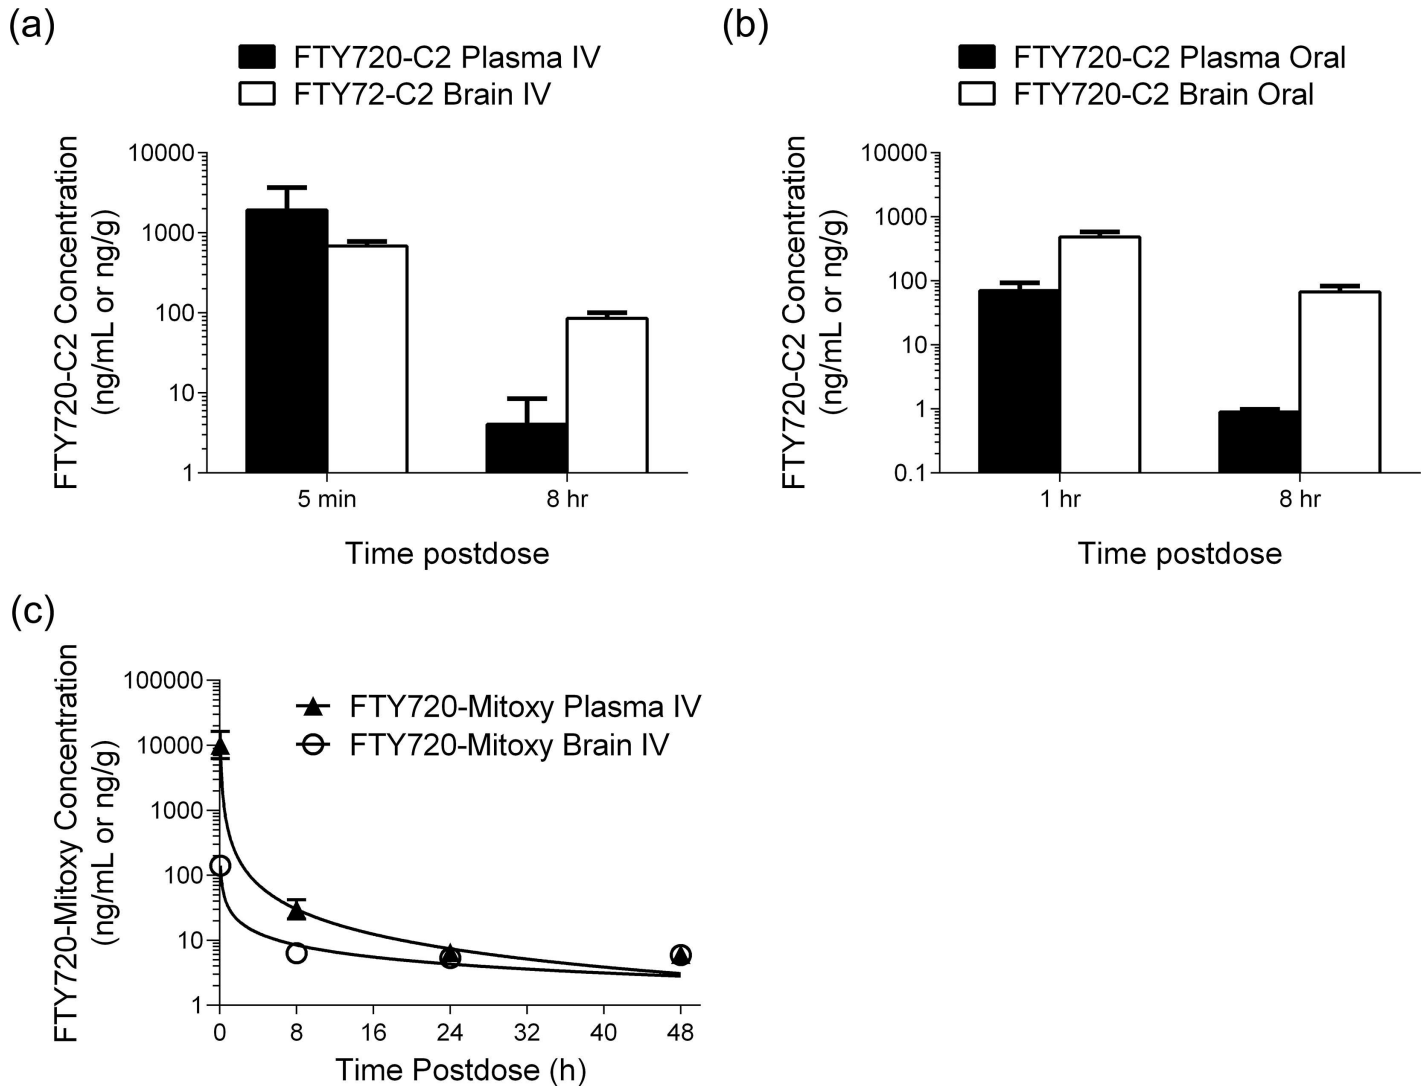 (a)
FTY720-C2 Plasma IV
FTY72-C2 Brain IV
FTY720-C2 Concentration
(ng/mL or ng/g)
10000
1000
100
10
1
5 min
8 hr
Time postdose
(b)
FTY720-C2 Plasma Oral
FTY720-C2 Brain Oral
FTY720-C2 Concentration
(ng/mL or ng/g)
10000
1000
100
10
1
0.1
1 hr
8 hr
Time postdose
(c)
FTY720-Mitoxy Plasma IV
FTY720-Mitoxy Brain IV
FTY720-Mitoxy Concentration
(ng/mL or ng/g)
100000
10000
1000
100
10
1
0 8 16 24 32 40 48
Time Postdose (h)